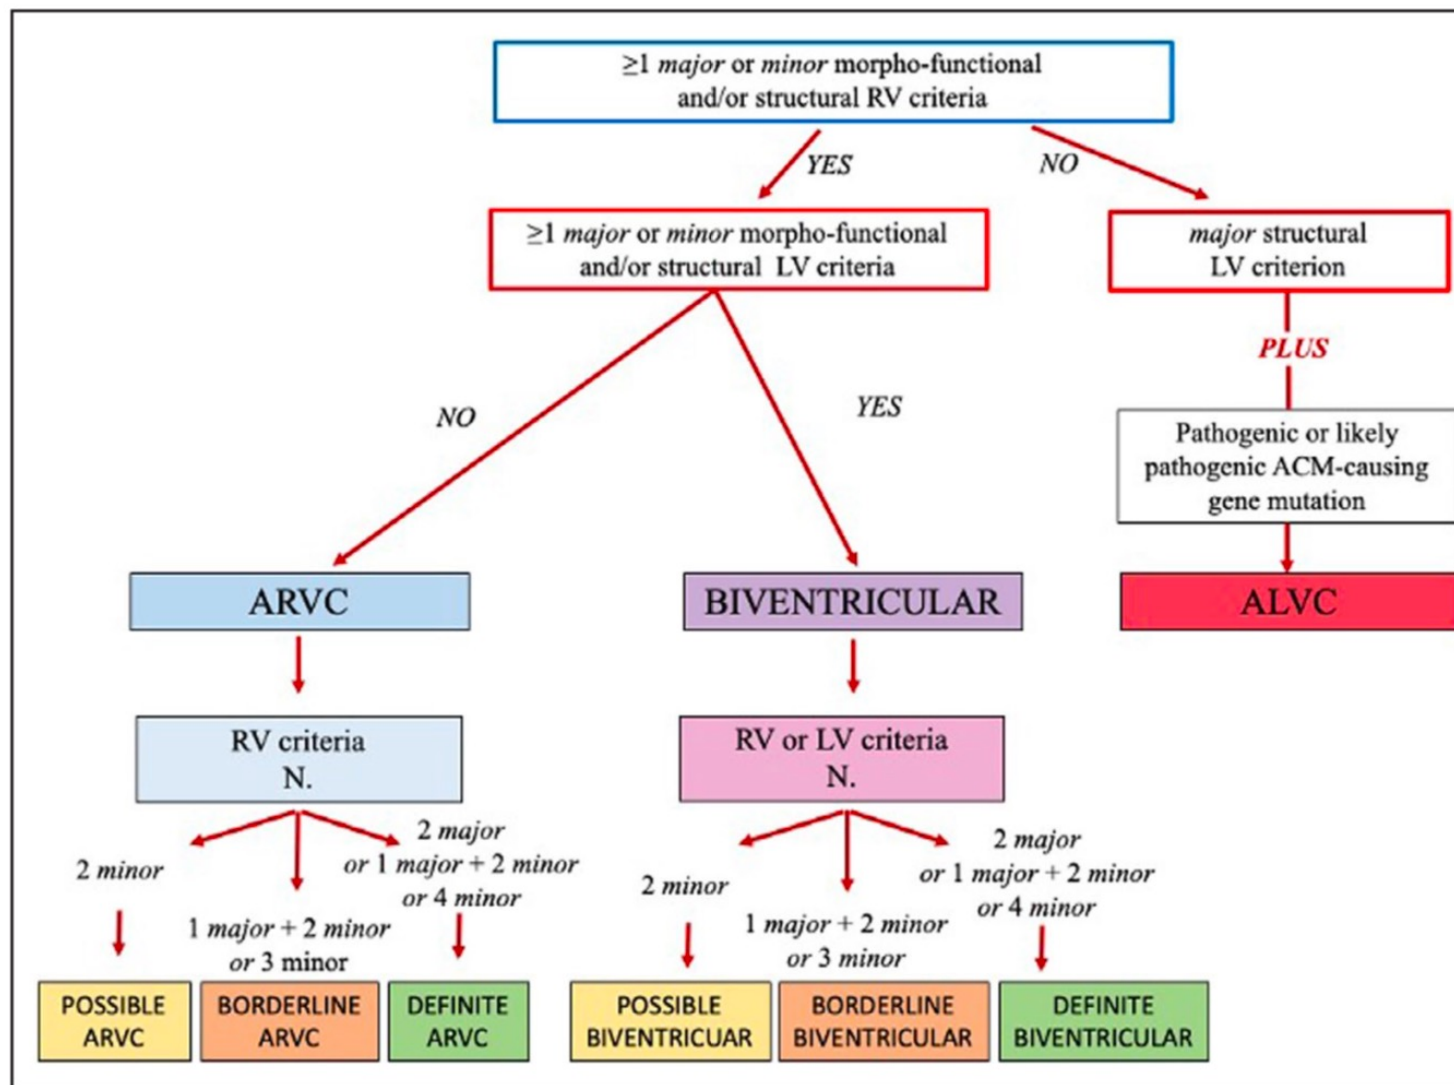 ≥1 major or minor morpho-functional
and/or structural RV criteria
YES
NO
≥1 major or minor morpho-functional
and/or structural LV criteria
major structural
LV criterion
PLUS
NO
YES
Pathogenic or likely
pathogenic ACM-causing
gene mutation
ARVC
BIVENTRICULAR
ALVC
RV criteria
N.
RV or LV criteria
N.
2 minor
1 major + 2 minor
or 3 minor
2 major
or 1 major + 2 minor
or 4 minor
2 minor
1 major + 2 minor
or 3 minor
2 major
or 1 major + 2 minor
or 4 minor
POSSIBLE
ARVC
BORDERLINE
ARVC
DEFINITE
ARVC
POSSIBLE
BIVENTRICUAR
BORDERLINE
BIVENTRICULAR
DEFINITE
BIVENTRICULAR